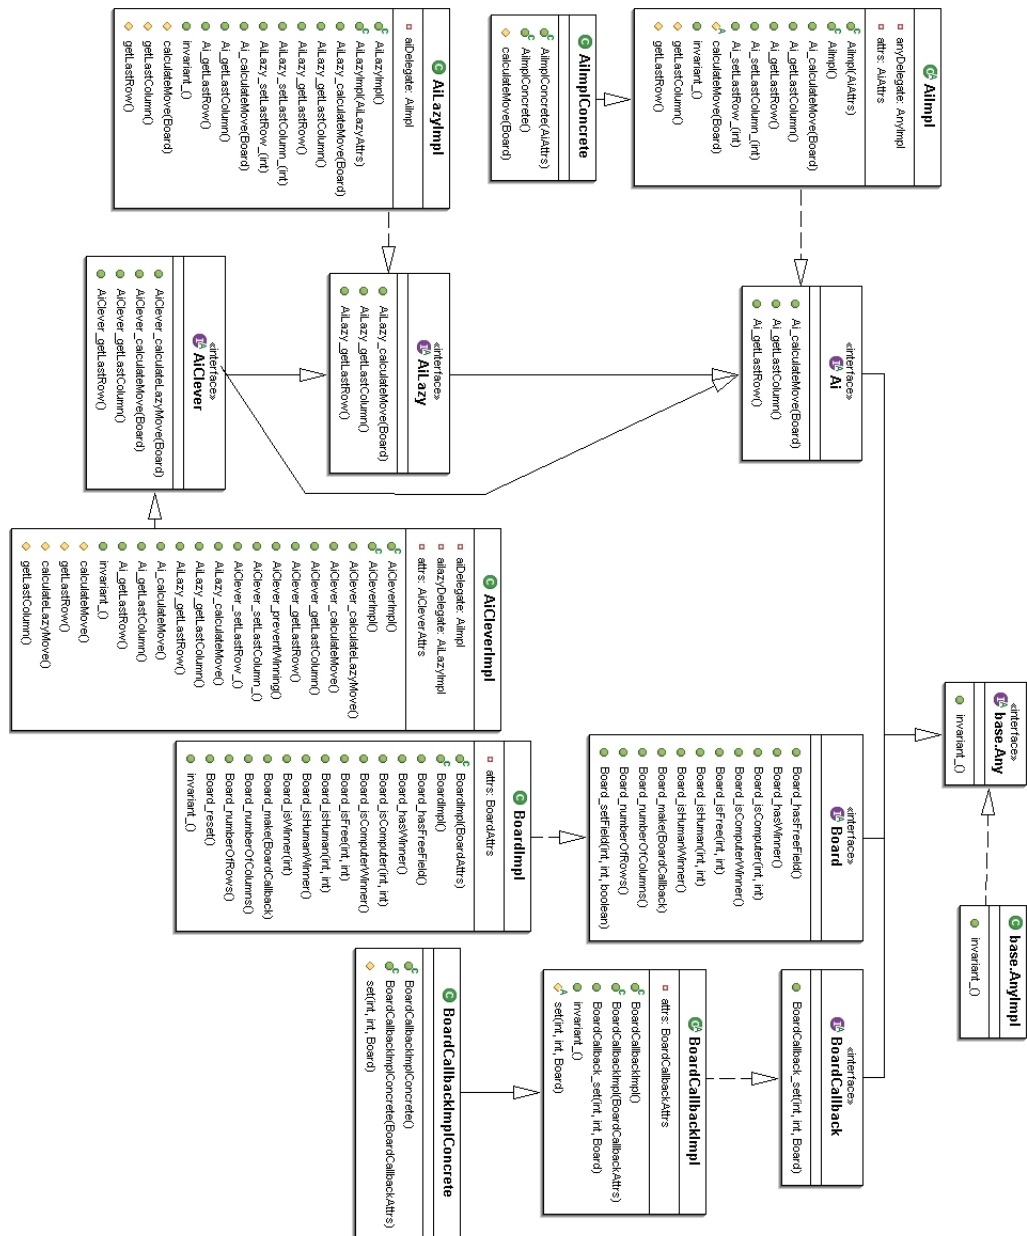 «interface»
base.Any
invariant_()
base.AnyImpl
invariant_()
AiImpl
anyDelegate: AnyImpl
attrs: AiAttrs
AiImpl(AiAttrs)
AiImpl()
Ai_calculateMove(Board)
Ai_getLastColumn()
Ai_getLastRow()
Ai_setLastColumn_(int)
Ai_setLastRow_(int)
calculateMove(Board)
invariant_()
getLastColumn()
getLastRow()
«interface»
Ai
Ai_calculateMove(Board)
Ai_getLastColumn()
Ai_getLastRow()
«interface»
Board
Board_hasFreeField()
Board_hasWinner()
Board_isComputer(int, int)
Board_isComputerWinner()
Board_isFree(int, int)
Board_isHuman(int, int)
Board_isHumanWinner()
Board_make(BoardCallback)
Board_numberOfColumns()
Board_numberOfRows()
Board_setField(int, int, boolean)
«interface»
BoardCallback
BoardCallback_set(int, int, Board)
AiImplConcrete
AiImplConcrete(AiAttrs)
AiImplConcrete()
calculateMove(Board)
BoardCallbackImpl
attrs: BoardCallbackAttrs
BoardCallbackImpl()
BoardCallbackImpl(BoardCallbackAttrs)
BoardCallback_set(int, int, Board)
invariant_()
set(int, int, Board)
AiLazyImpl
aiDelegate: AiImpl
AiLazyImpl()
AiLazyImpl(AiLazyAttrs)
AiLazy_calculateMove(Board)
AiLazy_getLastColumn()
AiLazy_getLastRow()
AiLazy_setLastColumn_(int)
AiLazy_setLastRow_(int)
Ai_calculateMove(Board)
Ai_getLastColumn()
Ai_getLastRow()
invariant_()
calculateMove(Board)
getLastColumn()
getLastRow()
«interface»
AiLazy
AiLazy_calculateMove(Board)
AiLazy_getLastColumn()
AiLazy_getLastRow()
AiCleverImpl
aiDelegate: AiImpl
ailazyDelegate: AiLazyImpl
attrs: AiCleverAttrs
AiCleverImpl()
AiCleverImpl()
AiClever_calculateLazyMove()
AiClever_calculateMove()
AiClever_getLastColumn()
AiClever_getLastRow()
AiClever_preventWinning()
AiClever_setLastColumn_()
AiClever_setLastRow_()
AiLazy_calculateMove()
AiLazy_getLastColumn()
AiLazy_getLastRow()
Ai_calculateMove()
Ai_getLastColumn()
Ai_getLastRow()
invariant_()
calculateMove()
getLastRow()
calculateLazyMove()
getLastColumn()
BoardImpl
attrs: BoardAttrs
BoardImpl(BoardAttrs)
BoardImpl()
Board_hasFreeField()
Board_hasWinner()
Board_isComputer(int, int)
Board_isComputerWinner()
Board_isFree(int, int)
Board_isHuman(int, int)
Board_isHumanWinner()
Board_isWinner(int)
Board_make(BoardCallback)
Board_numberOfColumns()
Board_numberOfRows()
Board_reset()
invariant_()
BoardCallbackImplConcrete
BoardCallbackImplConcrete()
BoardCallbackImplConcrete(BoardCallbackAttrs)
set(int, int, Board)
«interface»
AiClever
AiClever_calculateLazyMove(Board)
AiClever_calculateMove(Board)
AiClever_getLastColumn()
AiClever_getLastRow()